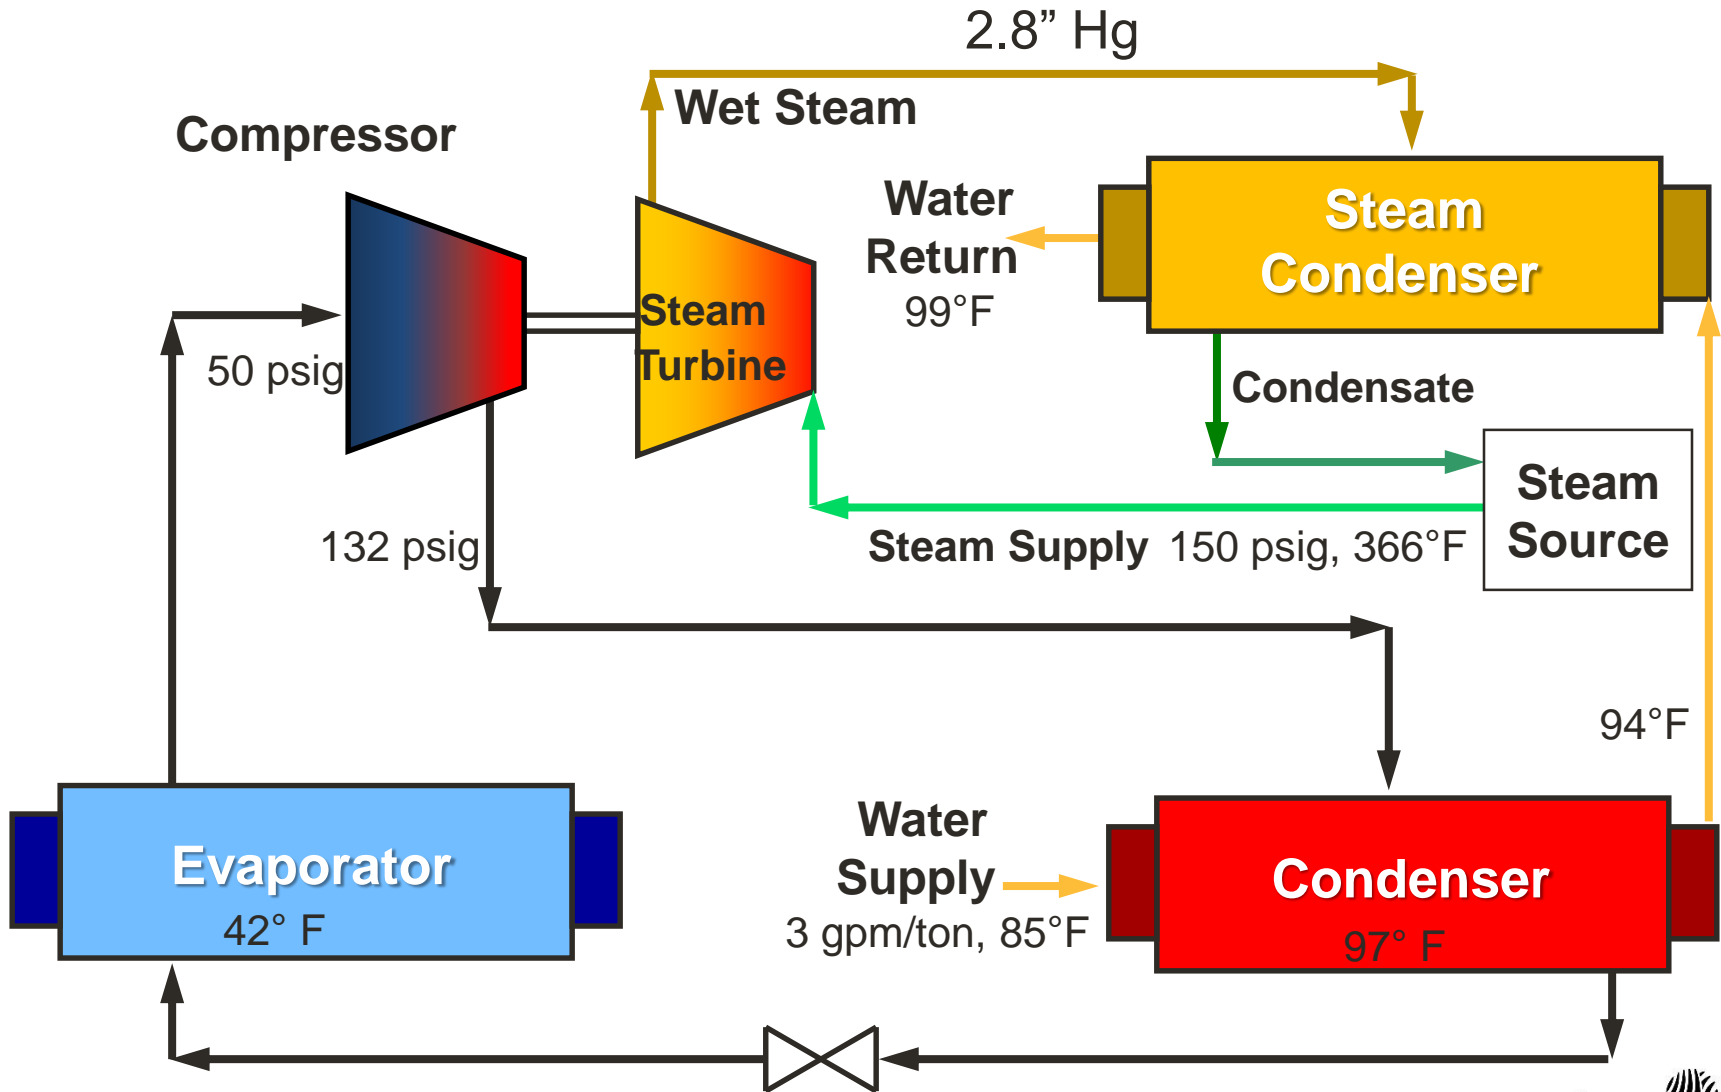 2.8” Hg
Wet Steam
Compressor
Water
Return
99°F
Steam
Condenser
Steam
Turbine
50 psig
Condensate
Steam
Source
132 psig
Steam Supply 150 psig, 366°F
94°F
Evaporator
42° F
Water
Supply
3 gpm/ton, 85°F
Condenser
97° F